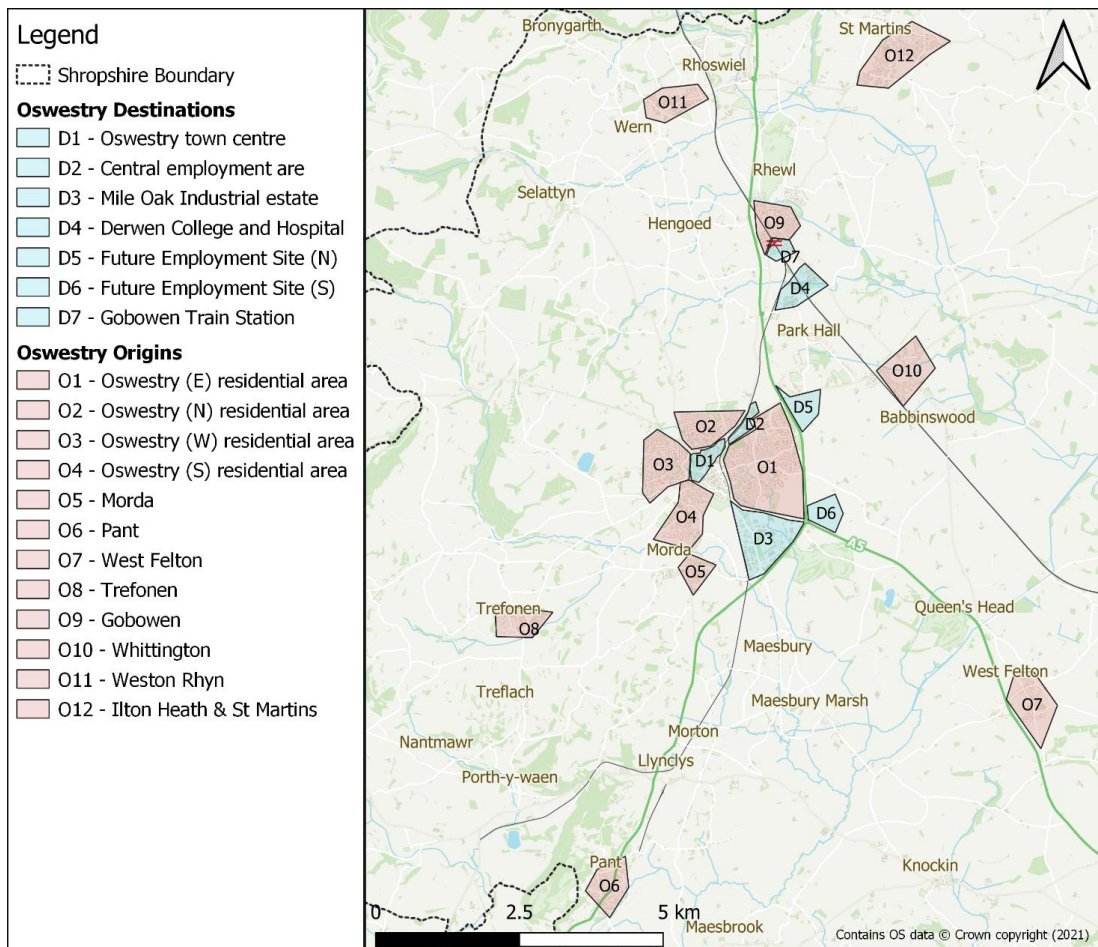 Legend
Shropshire Boundary
Oswestry Destinations
D1 - Oswestry town centre
D2 - Central employment are
D3 - Mile Oak Industrial estate
D4 - Derwen College and Hospital
D5 - Future Employment Site (N)
D6 - Future Employment Site (S)
D7 - Gobowen Train Station
Oswestry Origins
O1 - Oswestry (E) residential area
O2 - Oswestry (N) residential area
O3 - Oswestry (W) residential area
O4 - Oswestry (S) residential area
O5 - Morda
O6 - Pant
O7 - West Felton
O8 - Trefonen
O9 - Gobowen
O10 - Whittington
O11 - Weston Rhyn
O12 - Ilton Heath & St Martins
Bronygarth
St Martins
O12
Rhoswiel
O11
Wern
Rhewl
Selattyn
Hengoed
O9
D7
D4
Park Hall
O10
Babbinswood
D5
O2
D2
O3
D1
O1
O4
D6
D3
A5
Morda
O5
Trefonen
O8
Queen's Head
Maesbury
West Felton
Treflach
Maesbury Marsh
O7
Morton
Nantmawr
Llynclys
Porth-y-waen
Pant
O6
Knockin
Maesbrook
0
2.5
5 km
Contains OS data © Crown copyright (2021)